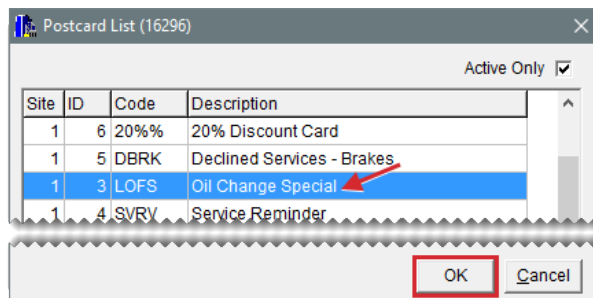 Postcard List (16296)
Active Only
Site ID Code Description
1 6 20%% 20% Discount Card
1 5 DBRK Declined Services - Brakes
1 3 LOFS Oil Change Special
1 4 SVRV Service Reminder
OK Cancel